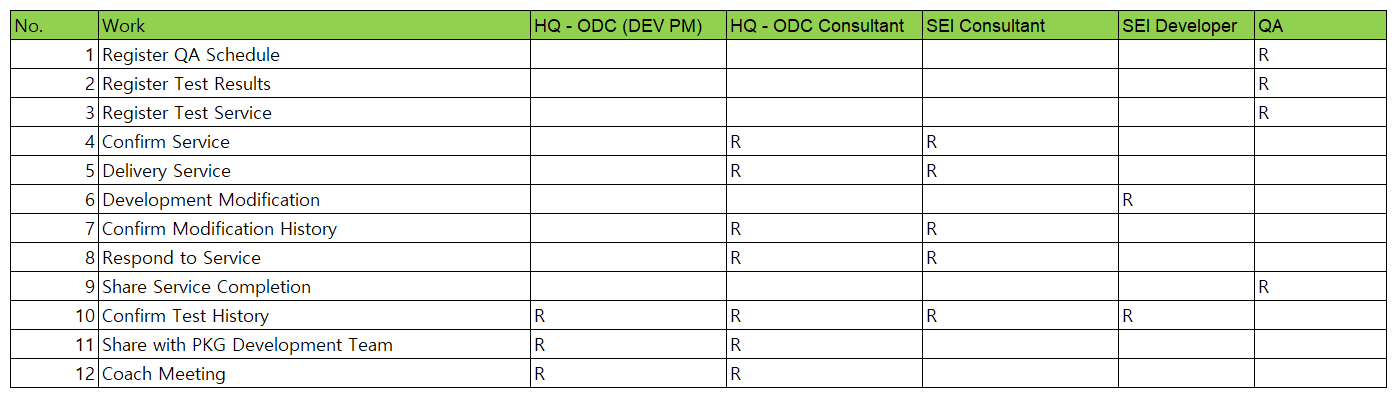 No. Work HQ - ODC (DEV PM) HQ - ODC Consultant SEI Consultant SEI Developer QA
1 Register QA Schedule R
2 Register Test Results R
3 Register Test Service R
4 Confirm Service R R
5 Delivery Service R R
6 Development Modification R
7 Confirm Modification History R R
8 Respond to Service R R
9 Share Service Completion R
10 Confirm Test History R R R R
11 Share with PKG Development Team R R
12 Coach Meeting R R